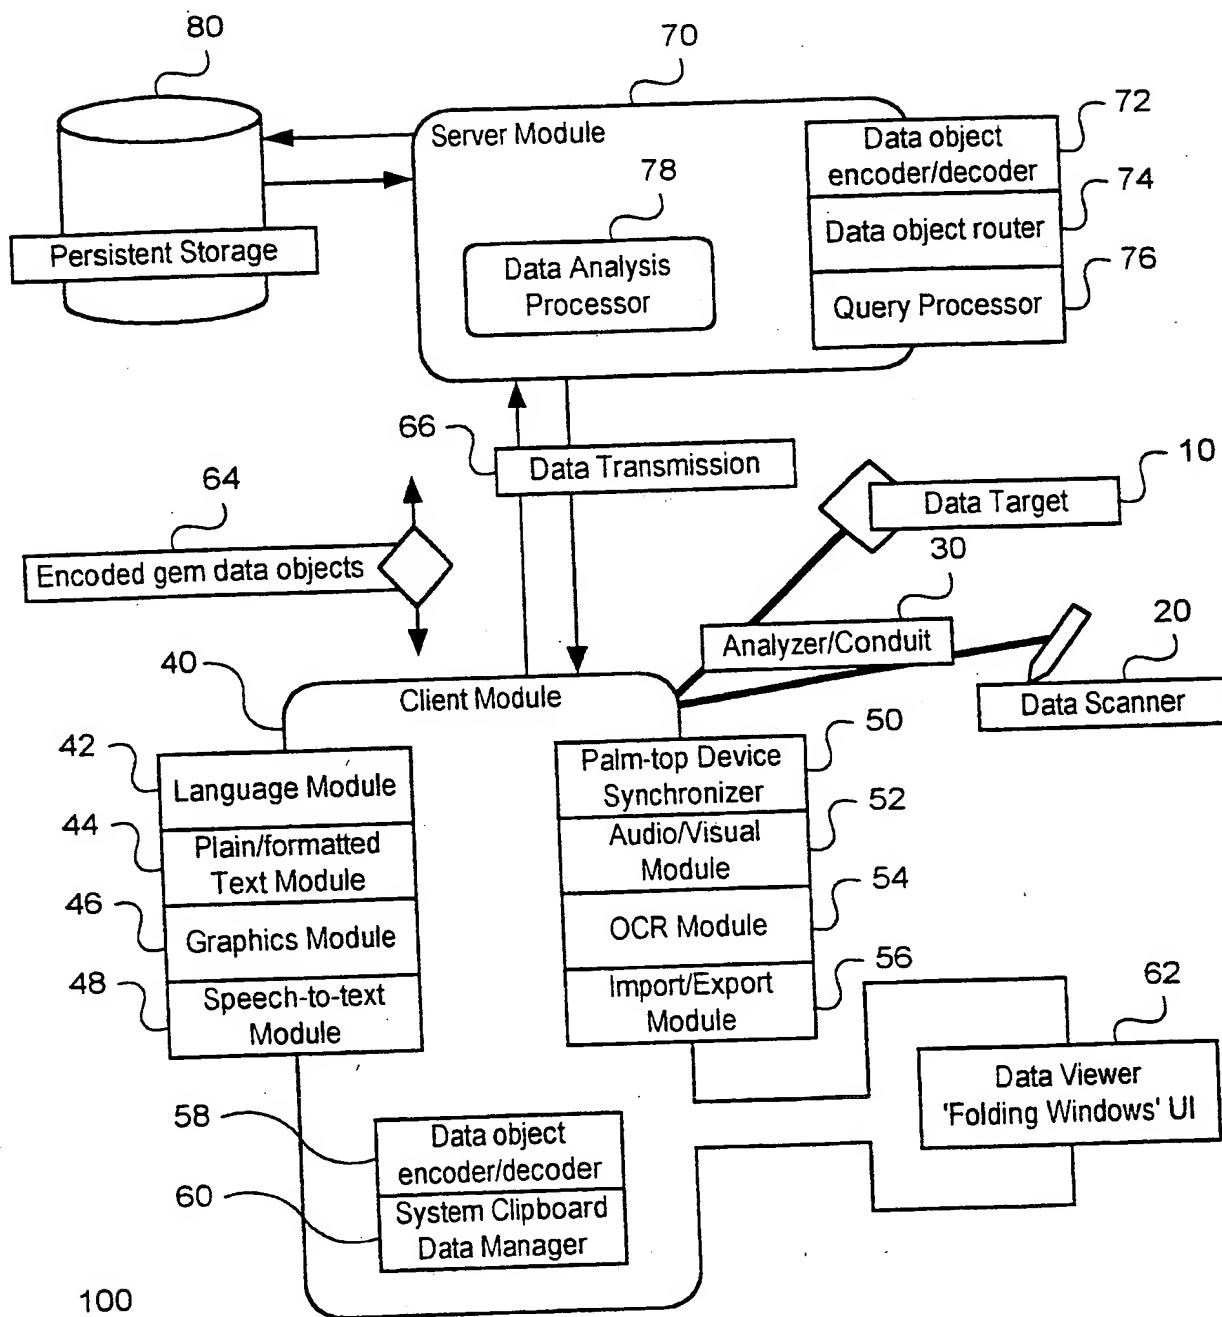 80
70
72
Server Module
Data object
encoder/decoder
78
74
Data object router
Persistent Storage
Data Analysis
Processor
76
Query Processor
66
Data Transmission
10
Data Target
64
Encoded gem data objects
30
Analyzer/Conduit
20
Data Scanner
40
Client Module
42
Language Module
50
Palm-top Device
Synchronizer
44
Plain/formatted
Text Module
52
Audio/Visual
Module
46
Graphics Module
54
OCR Module
48
Speech-to-text
Module
56
Import/Export
Module
62
Data Viewer
'Folding Windows' UI
58
Data object
encoder/decoder
60
System Clipboard
Data Manager
100